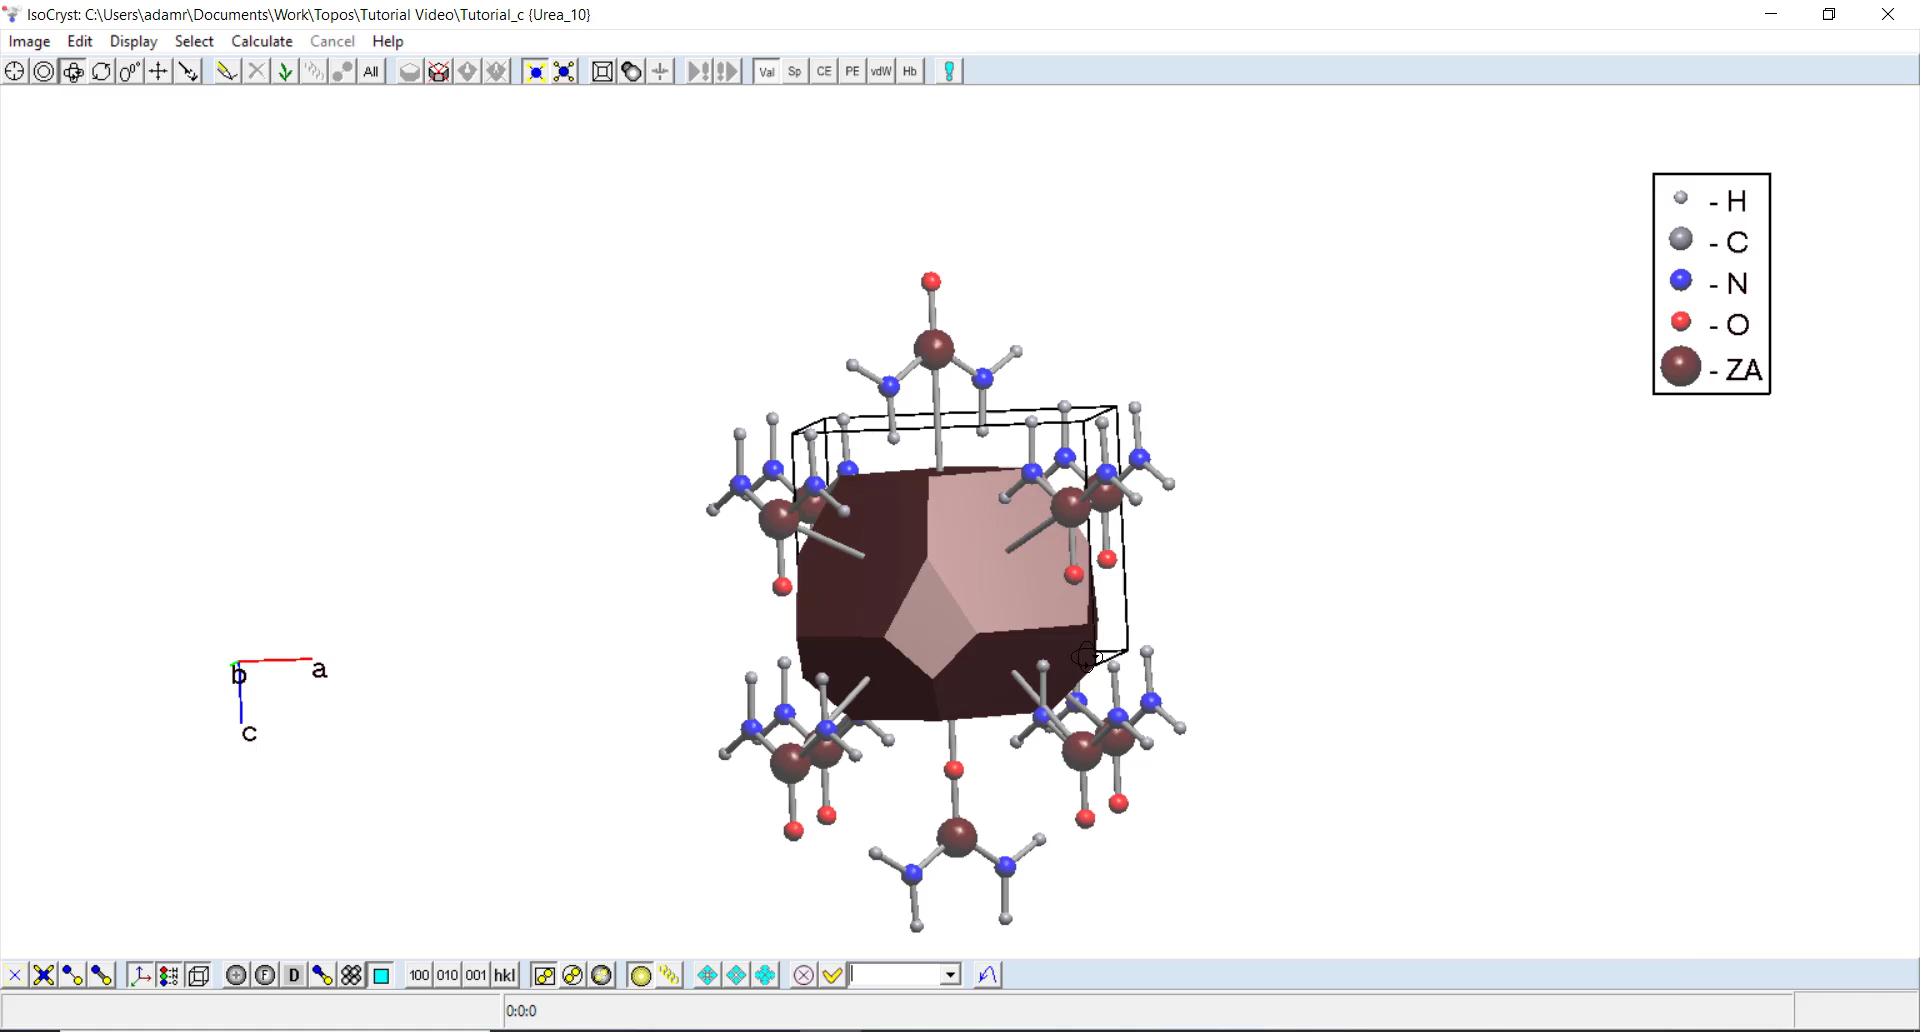 IsoCryst: C:\Users\adamr\Documents\Work\Topos\Tutorial Video\Tutorial_c {Urea_10}
Image Edit Display Select Calculate Cancel Help
0⁰ All Val Sp CE PE vdW Hb
- H
- C
- N
- O
- ZA
b a
c
F D 100 010 001 hkl
0:0:0